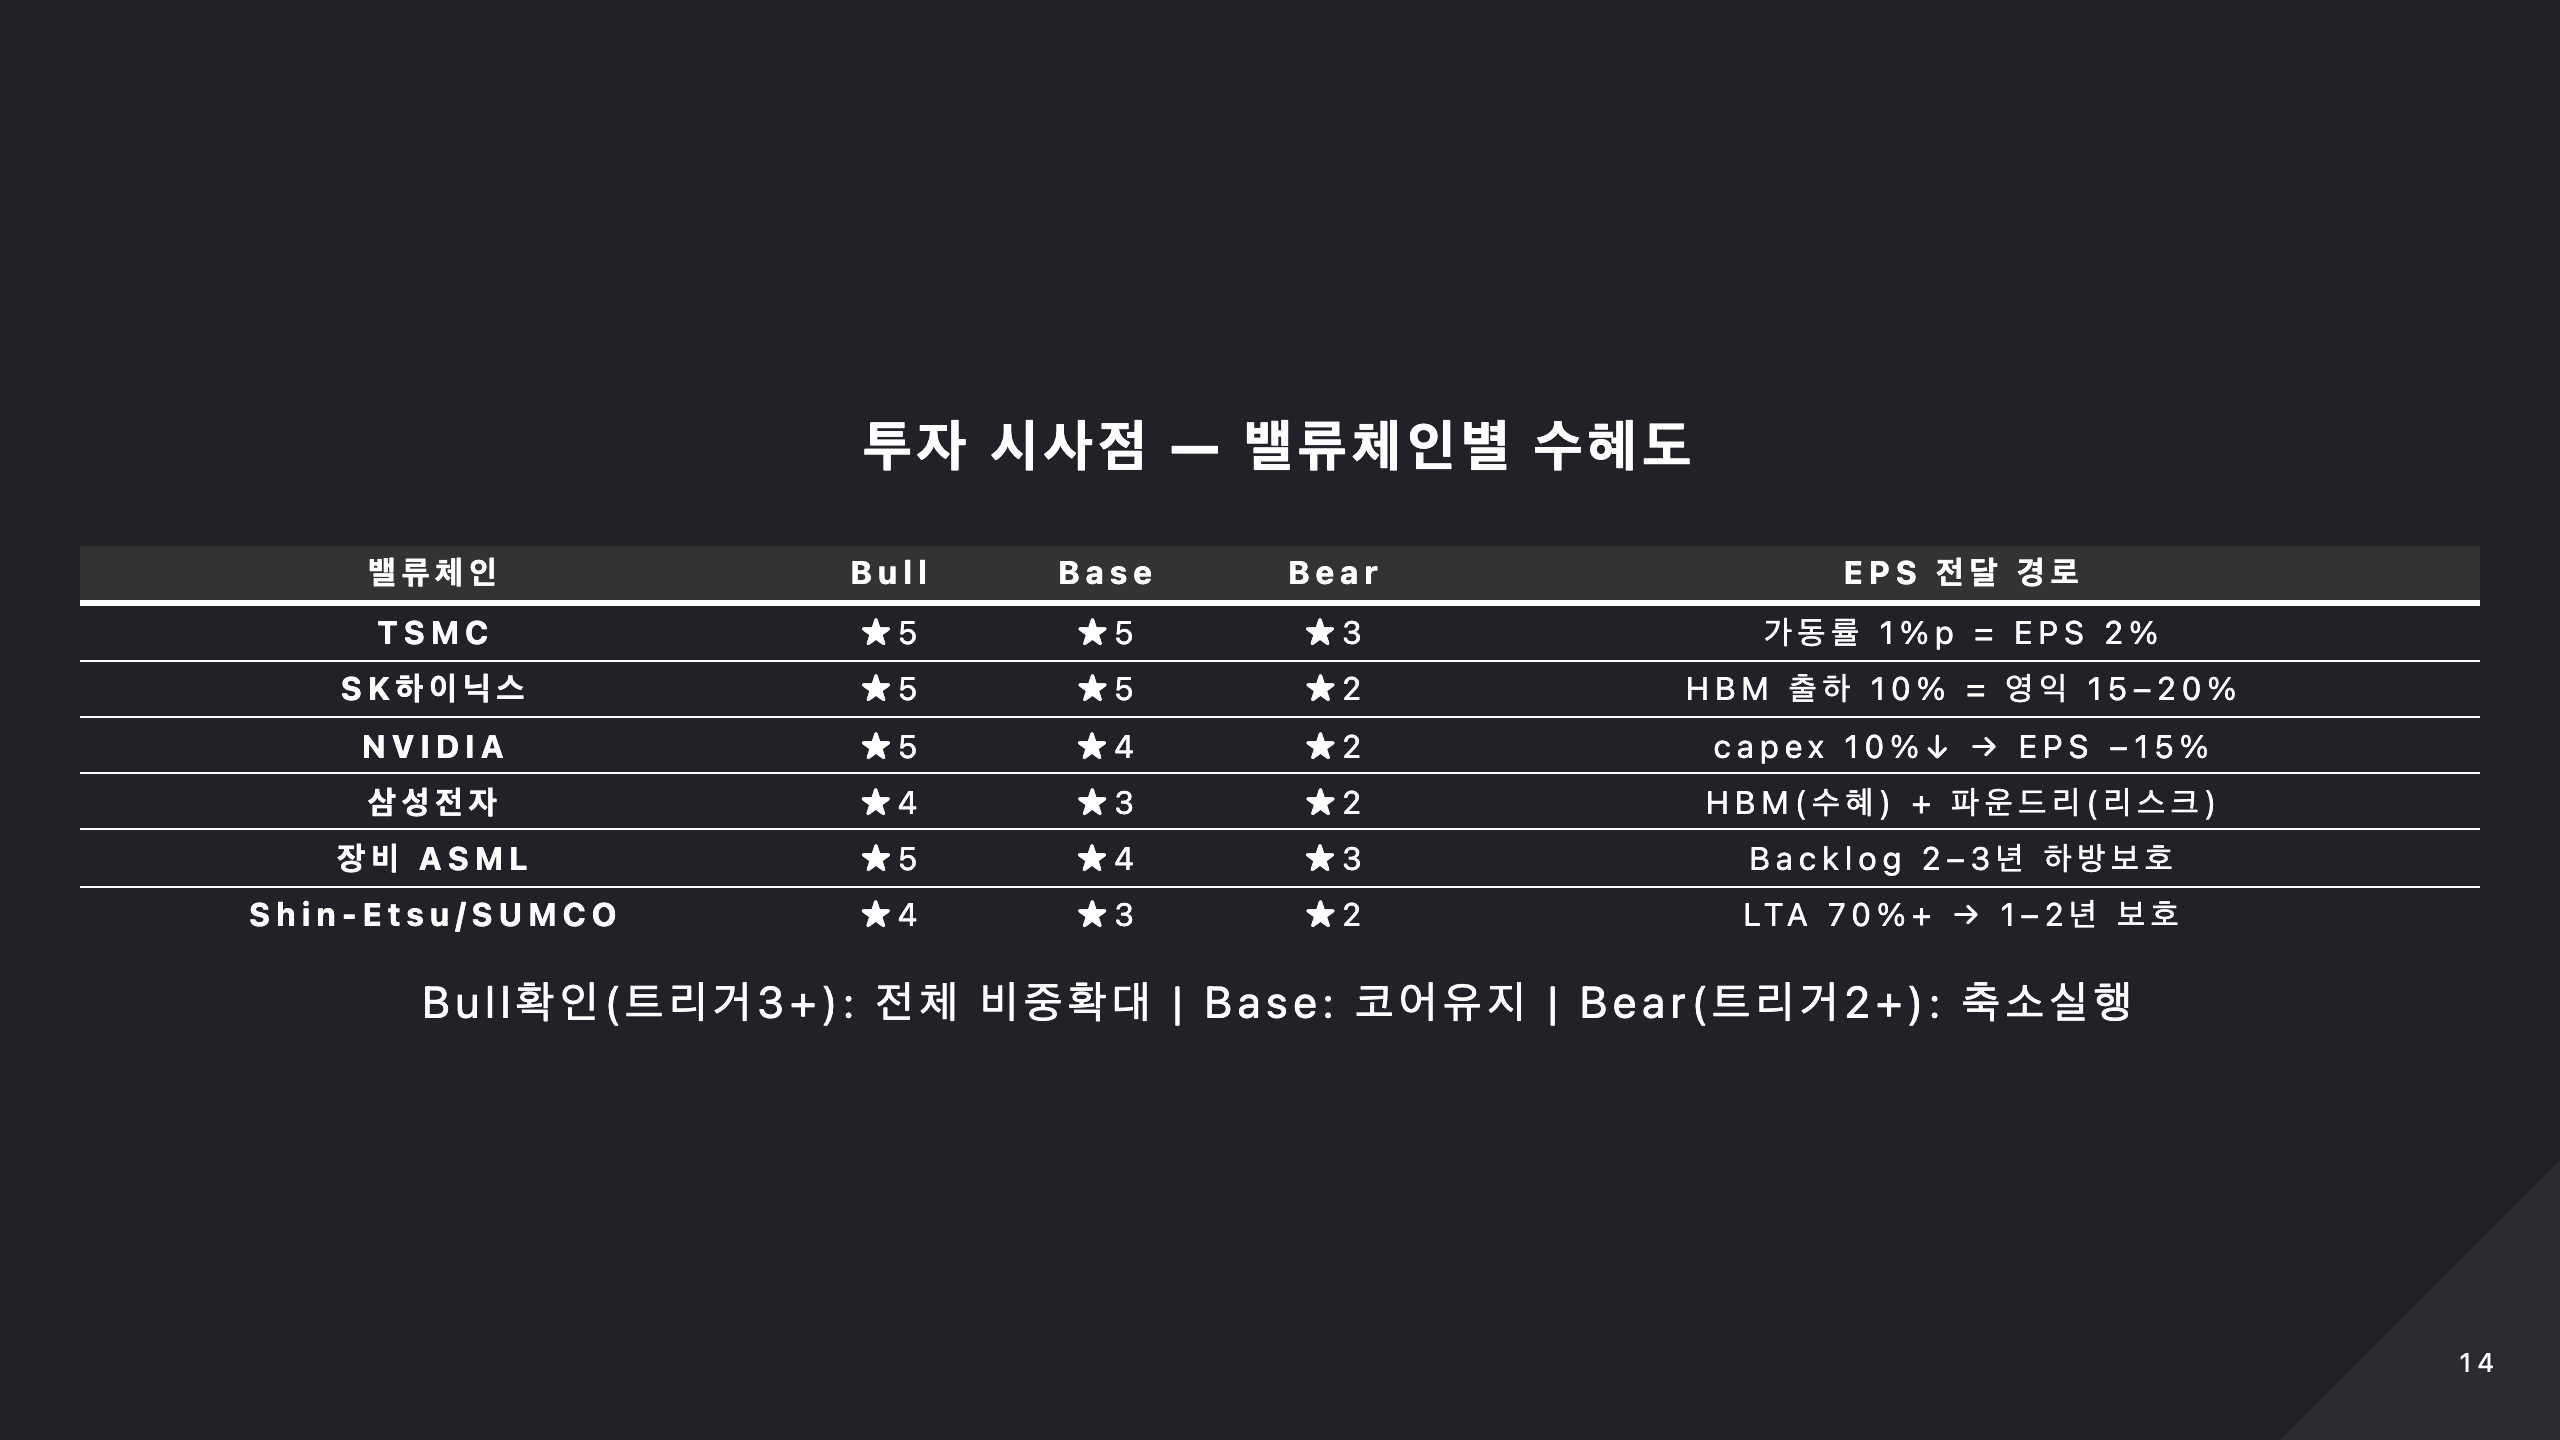 투자 시사점 — 밸류체인별 수혜도
밸류체인 Bull Base Bear EPS 전달 경로
TSMC ★5 ★5 ★3 가동률 1%p = EPS 2%
SK하이닉스 ★5 ★5 ★2 HBM 출하 10% = 영익 15–20%
NVIDIA ★5 ★4 ★2 capex 10%↓ → EPS –15%
삼성전자 ★4 ★3 ★2 HBM(수혜) + 파운드리(리스크)
장비 ASML ★5 ★4 ★3 Backlog 2–3년 하방보호
Shin-Etsu/SUMCO ★4 ★3 ★2 LTA 70%+ → 1–2년 보호
Bull확인(트리거3+): 전체 비중확대 | Base: 코어유지 | Bear(트리거2+): 축소실행
14